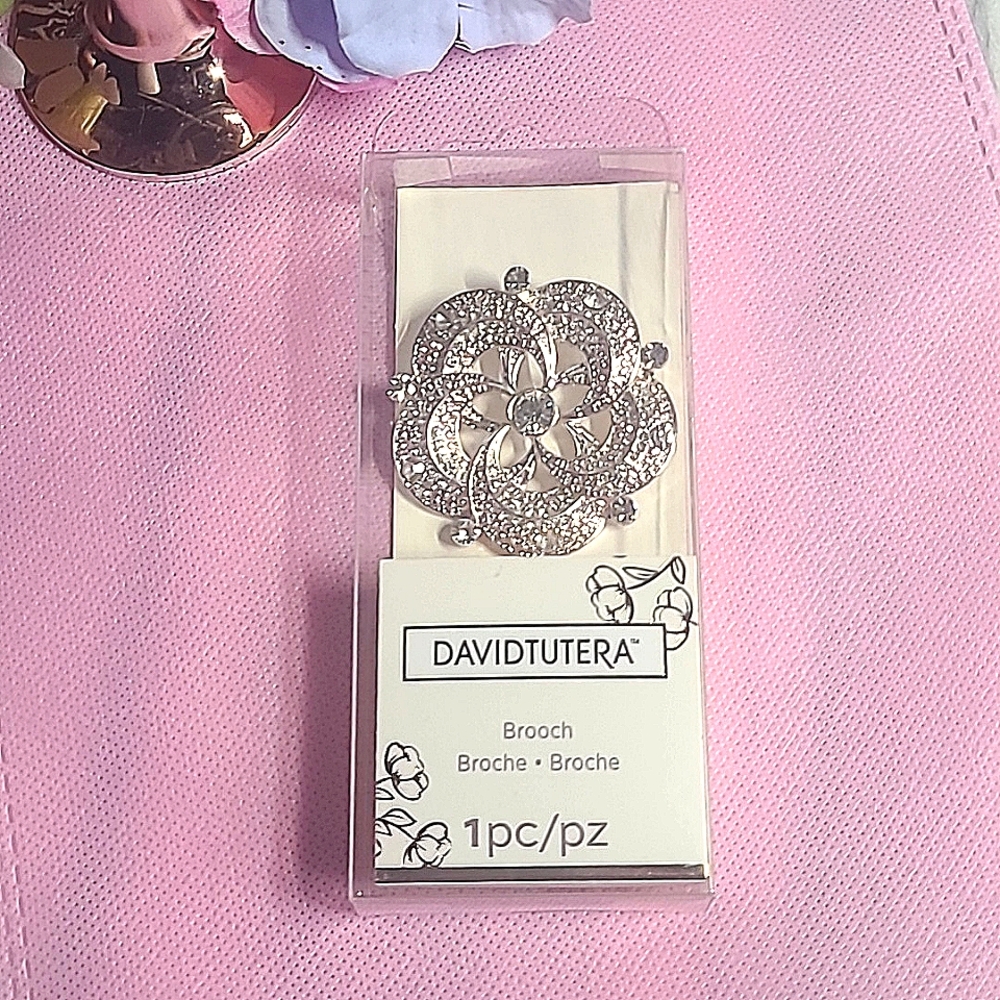 DAVIDTUTERA™
Brooch
Broche • Broche
1pc/pz